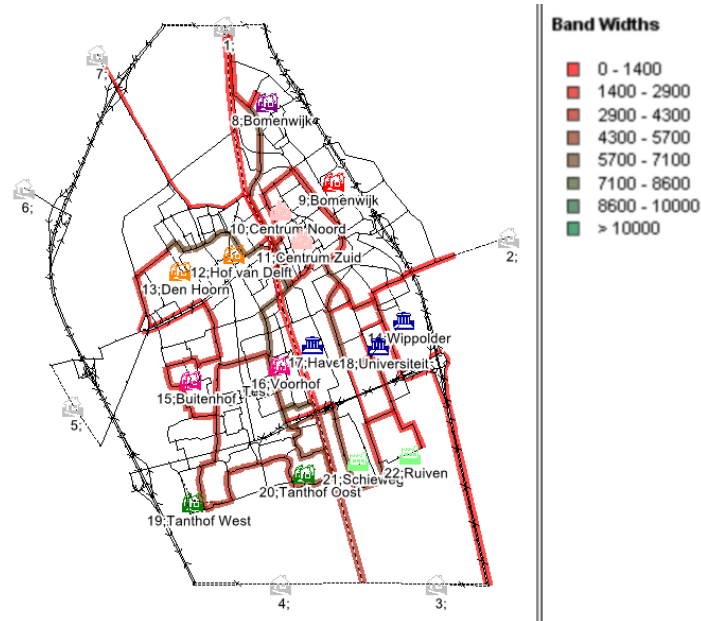 1;
7;
8;Bomenwijk
9;Bomenwijk
6;
10;Centrum Noord
2;
11;Centrum Zuid
12;Hof van Delft
13;Den Hoorn
Wippolder
17;Have
18;Universiteit
16;Voorhof
15;Buitenhof
5;
22;Ruiven
21;Schieweg
20;Tanthof Oost
19;Tanthof West
4;
3;
Band Widths
0 - 1400
1400 - 2900
2900 - 4300
4300 - 5700
5700 - 7100
7100 - 8600
8600 - 10000
> 10000